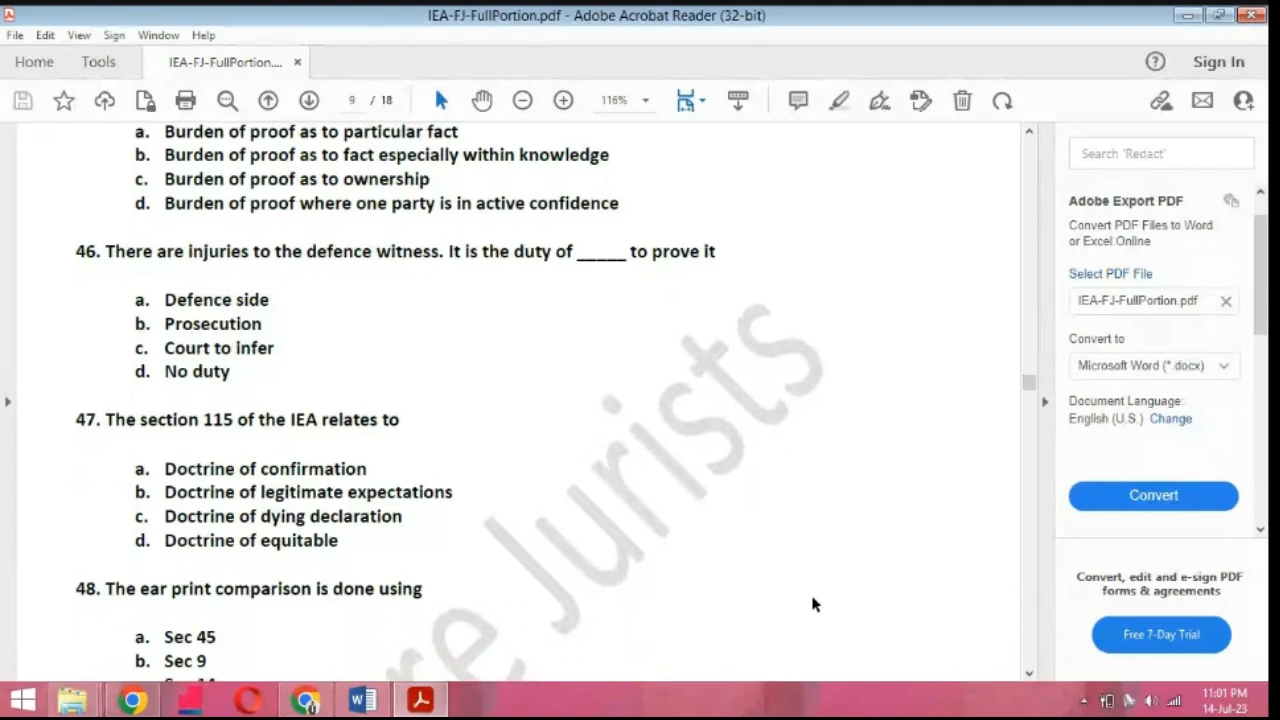 IEA-FJ-FullPortion.pdf - Adobe Acrobat Reader (32-bit)
File Edit View Sign Window Help
Home Tools IEA-FJ-FullPortion.... × Sign In
9 / 18 116%
a. Burden of proof as to particular fact
b. Burden of proof as to fact especially within knowledge
c. Burden of proof as to ownership
d. Burden of proof where one party is in active confidence
46. There are injuries to the defence witness. It is the duty of _____ to prove it
a. Defence side
b. Prosecution
c. Court to infer
d. No duty
47. The section 115 of the IEA relates to
a. Doctrine of confirmation
b. Doctrine of legitimate expectations
c. Doctrine of dying declaration
d. Doctrine of equitable
48. The ear print comparison is done using
a. Sec 45
b. Sec 9
re Jurists
Search 'Redact'
Adobe Export PDF
Convert PDF Files to Word
or Excel Online
Select PDF File
IEA-FJ-FullPortion.pdf
Convert to
Microsoft Word (*.docx)
Document Language:
English (U.S.) Change
Convert
Convert, edit and e-sign PDF
forms & agreements
Free 7-Day Trial
11:01 PM
14-Jul-23